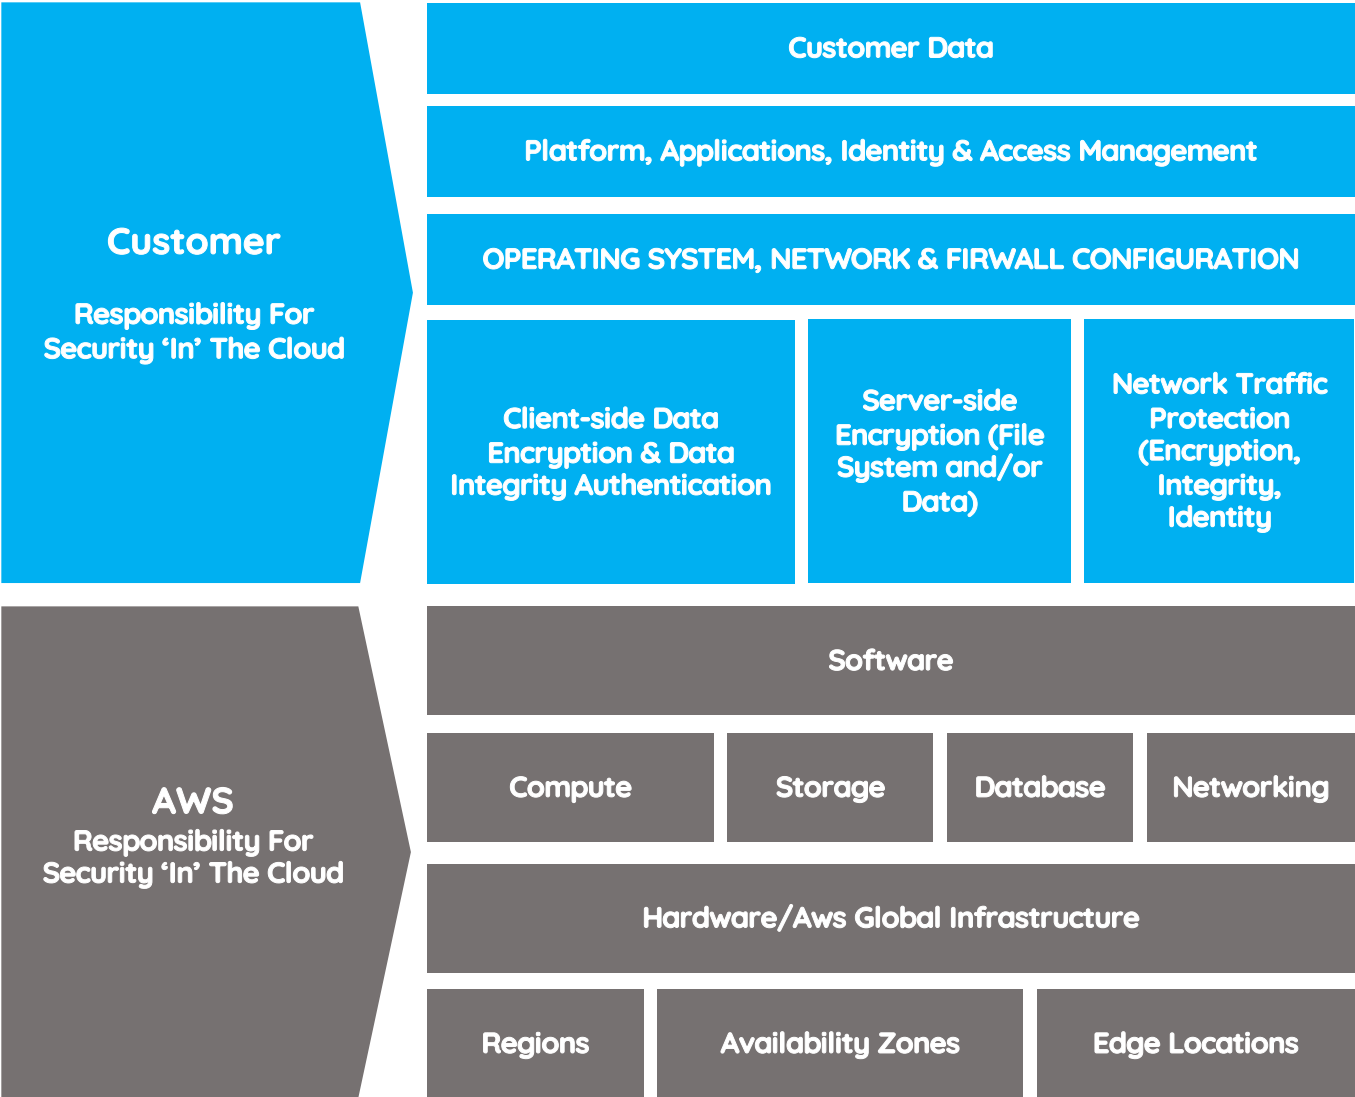 Customer
Responsibility For
Security ‘In’ The Cloud
Customer Data
Platform, Applications, Identity & Access Management
OPERATING SYSTEM, NETWORK & FIRWALL CONFIGURATION
Client-side Data
Encryption & Data
Integrity Authentication
Server-side
Encryption (File
System and/or
Data)
Network Traffic
Protection
(Encryption,
Integrity,
Identity
AWS
Responsibility For
Security ‘In’ The Cloud
Software
Compute
Storage
Database
Networking
Hardware/Aws Global Infrastructure
Regions
Availability Zones
Edge Locations